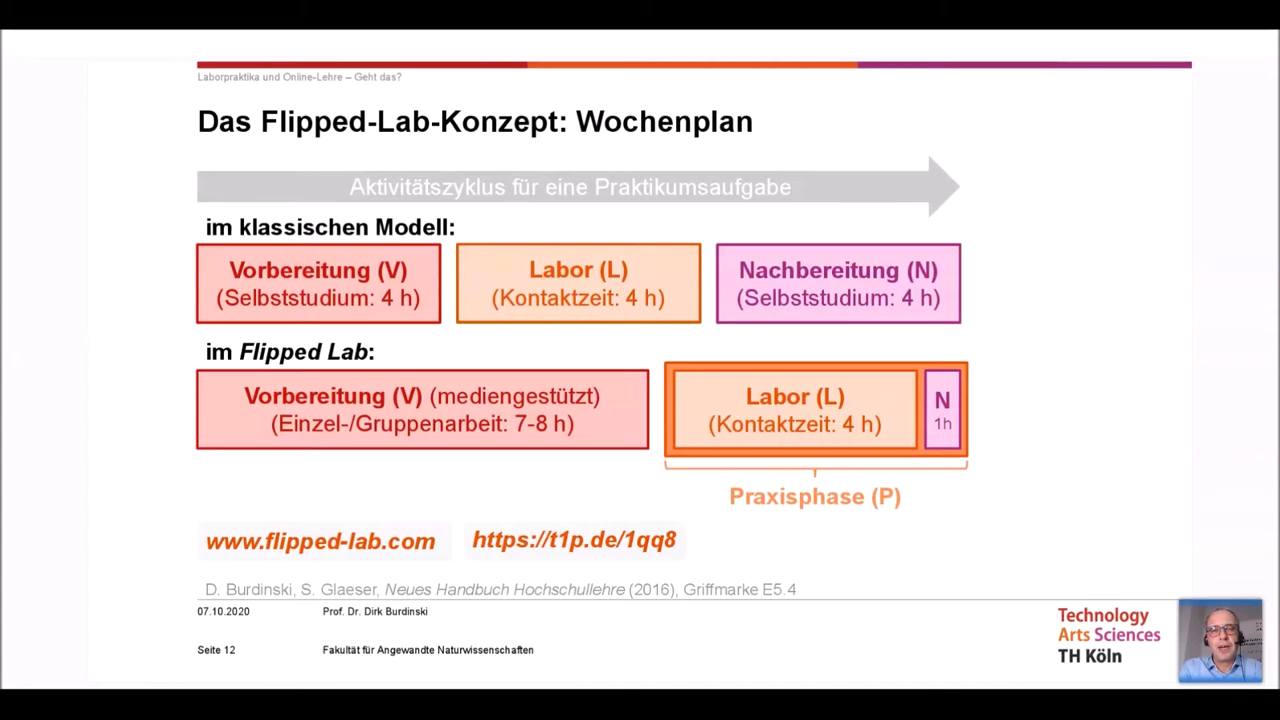 Laborpraktika und Online-Lehre – Geht das?
Das Flipped-Lab-Konzept: Wochenplan
Aktivitätszyklus für eine Praktikumsaufgabe
im klassischen Modell:
Vorbereitung (V)
(Selbststudium: 4 h)
Labor (L)
(Kontaktzeit: 4 h)
Nachbereitung (N)
(Selbststudium: 4 h)
im Flipped Lab:
Vorbereitung (V) (mediengestützt)
(Einzel-/Gruppenarbeit: 7-8 h)
Labor (L)
(Kontaktzeit: 4 h)
N
1h
Praxisphase (P)
www.flipped-lab.com
https://t1p.de/1qq8
D. Burdinski, S. Glaeser, Neues Handbuch Hochschullehre (2016), Griffmarke E5.4
07.10.2020
Prof. Dr. Dirk Burdinski
Seite 12
Fakultät für Angewandte Naturwissenschaften
Technology
Arts Sciences
TH Köln